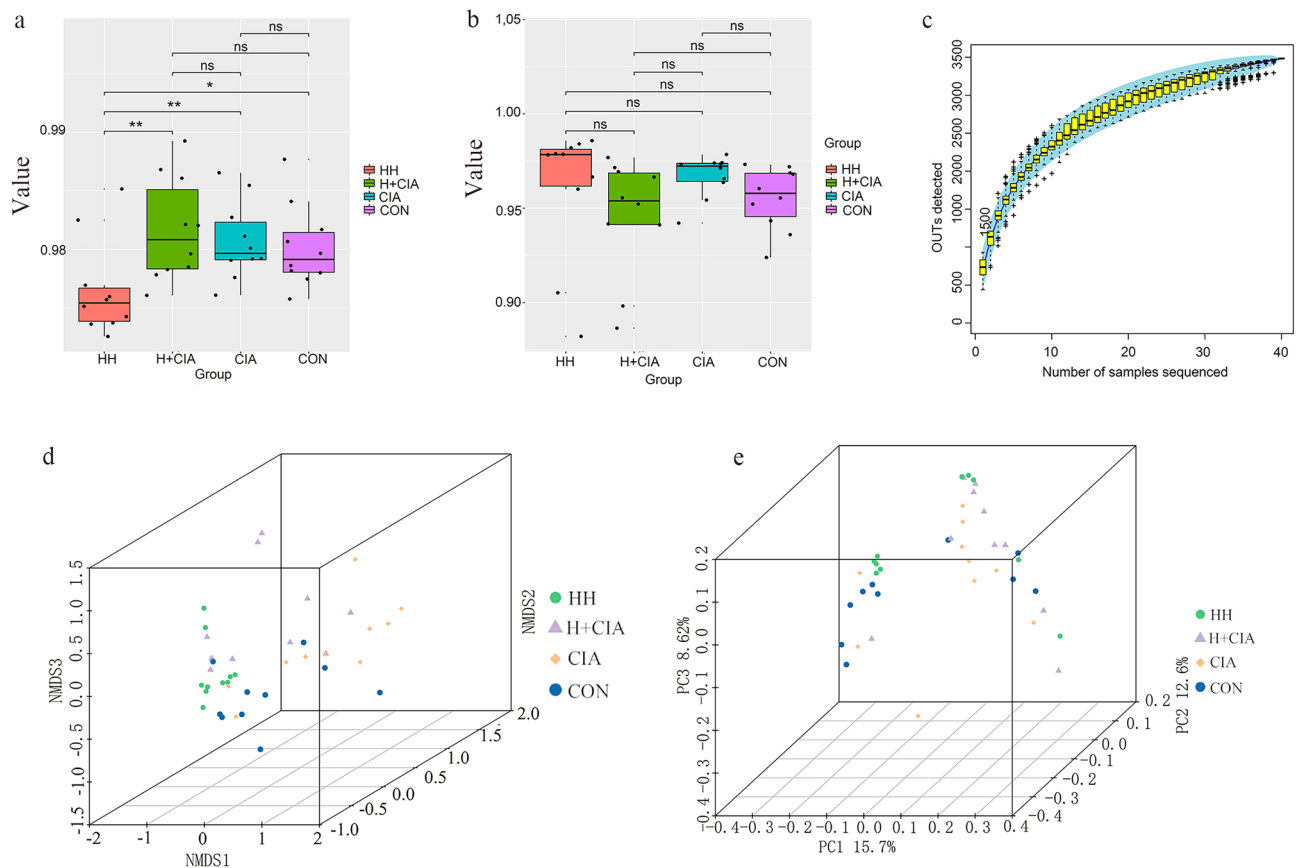 a
ns
ns
ns
*
**
**
0.99
0.98
Value
HH
H+CIA
CIA
CON
Group
HH
H+CIA
CIA
CON
b
1,05
1.00
0.95
0.90
Value
ns
ns
ns
ns
ns
ns
HH
H+CIA
CIA
CON
Group
Group
HH
H+CIA
CIA
CON
c
3500
3000
2500
2000
1000
1500
500
0
OUTs detected
0
10
20
30
40
Number of samples sequenced
d
1.5
1.0
0.5
0.0
-0.5
-1.0
-1.5
NMDS3
-2
-1
0
1
2
NMDS1
-1.0
-0.5
0.0
0.5
1.0
1.5
2.0
NMDS2
HH
H+CIA
CIA
CON
e
0.2
0.1
0.0
-0.1
-0.2
-0.3
-0.4
PC3 8.62%
-0.4
-0.3
-0.2
-0.1
0.0
0.1
0.2
0.3
0.4
PC1 15.7%
-0.4
-0.3
-0.2
-0.1
0.0
0.1
0.2
PC2 12.6%
HH
H+CIA
CIA
CON